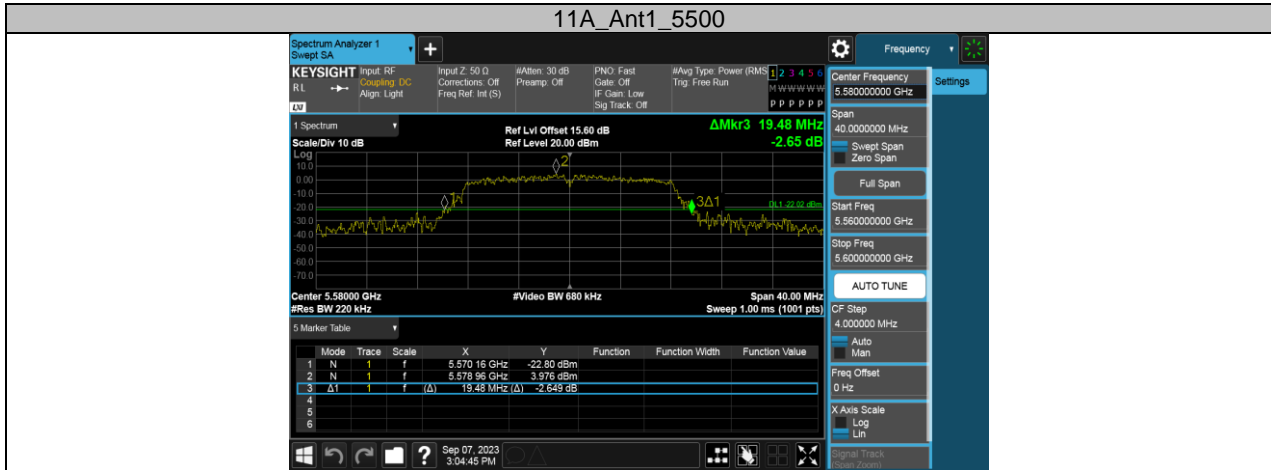 11A_Ant1_5500
Spectrum Analyzer 1
Swept SA
Frequency
KEYSIGHT
RL
LXI
Input: RF
Coupling: DC
Align: Light
Input Z: 50 Ω
Corrections: Off
Freq Ref: Int (S)
#Atten: 30 dB
Preamp: Off
PNO: Fast
Gate: Off
IF Gain: Low
Sig Track: Off
#Avg Type: Power (RMS
Trig: Free Run
1 2 3 4 5 6
M W W W W W
P P P P P P
1 Spectrum
Scale/Div 10 dB
Ref Lvl Offset 15.60 dB
Ref Level 20.00 dBm
ΔMkr3 19.48 MHz
-2.65 dB
Log
10.0
0.00
-10.0
-20.0
-30.0
-40.0
-50.0
-60.0
-70.0
1
2
3Δ1
DL1 -22.02 dBm
Center 5.58000 GHz
#Res BW 220 kHz
#Video BW 680 kHz
Span 40.00 MHz
Sweep 1.00 ms (1001 pts)
5 Marker Table
Mode Trace Scale X Y Function Function Width Function Value
1 N 1 f 5.570 16 GHz -22.80 dBm
2 N 1 f 5.578 96 GHz 3.976 dBm
3 Δ1 1 f (Δ) 19.48 MHz (Δ) -2.649 dB
4
5
6
Sep 07, 2023
3:04:45 PM
Center Frequency
5.580000000 GHz
Settings
Span
40.0000000 MHz
Swept Span
Zero Span
Full Span
Start Freq
5.560000000 GHz
Stop Freq
5.600000000 GHz
AUTO TUNE
CF Step
4.000000 MHz
Auto
Man
Freq Offset
0 Hz
X Axis Scale
Log
Lin
Signal Track
(Span Zoom)